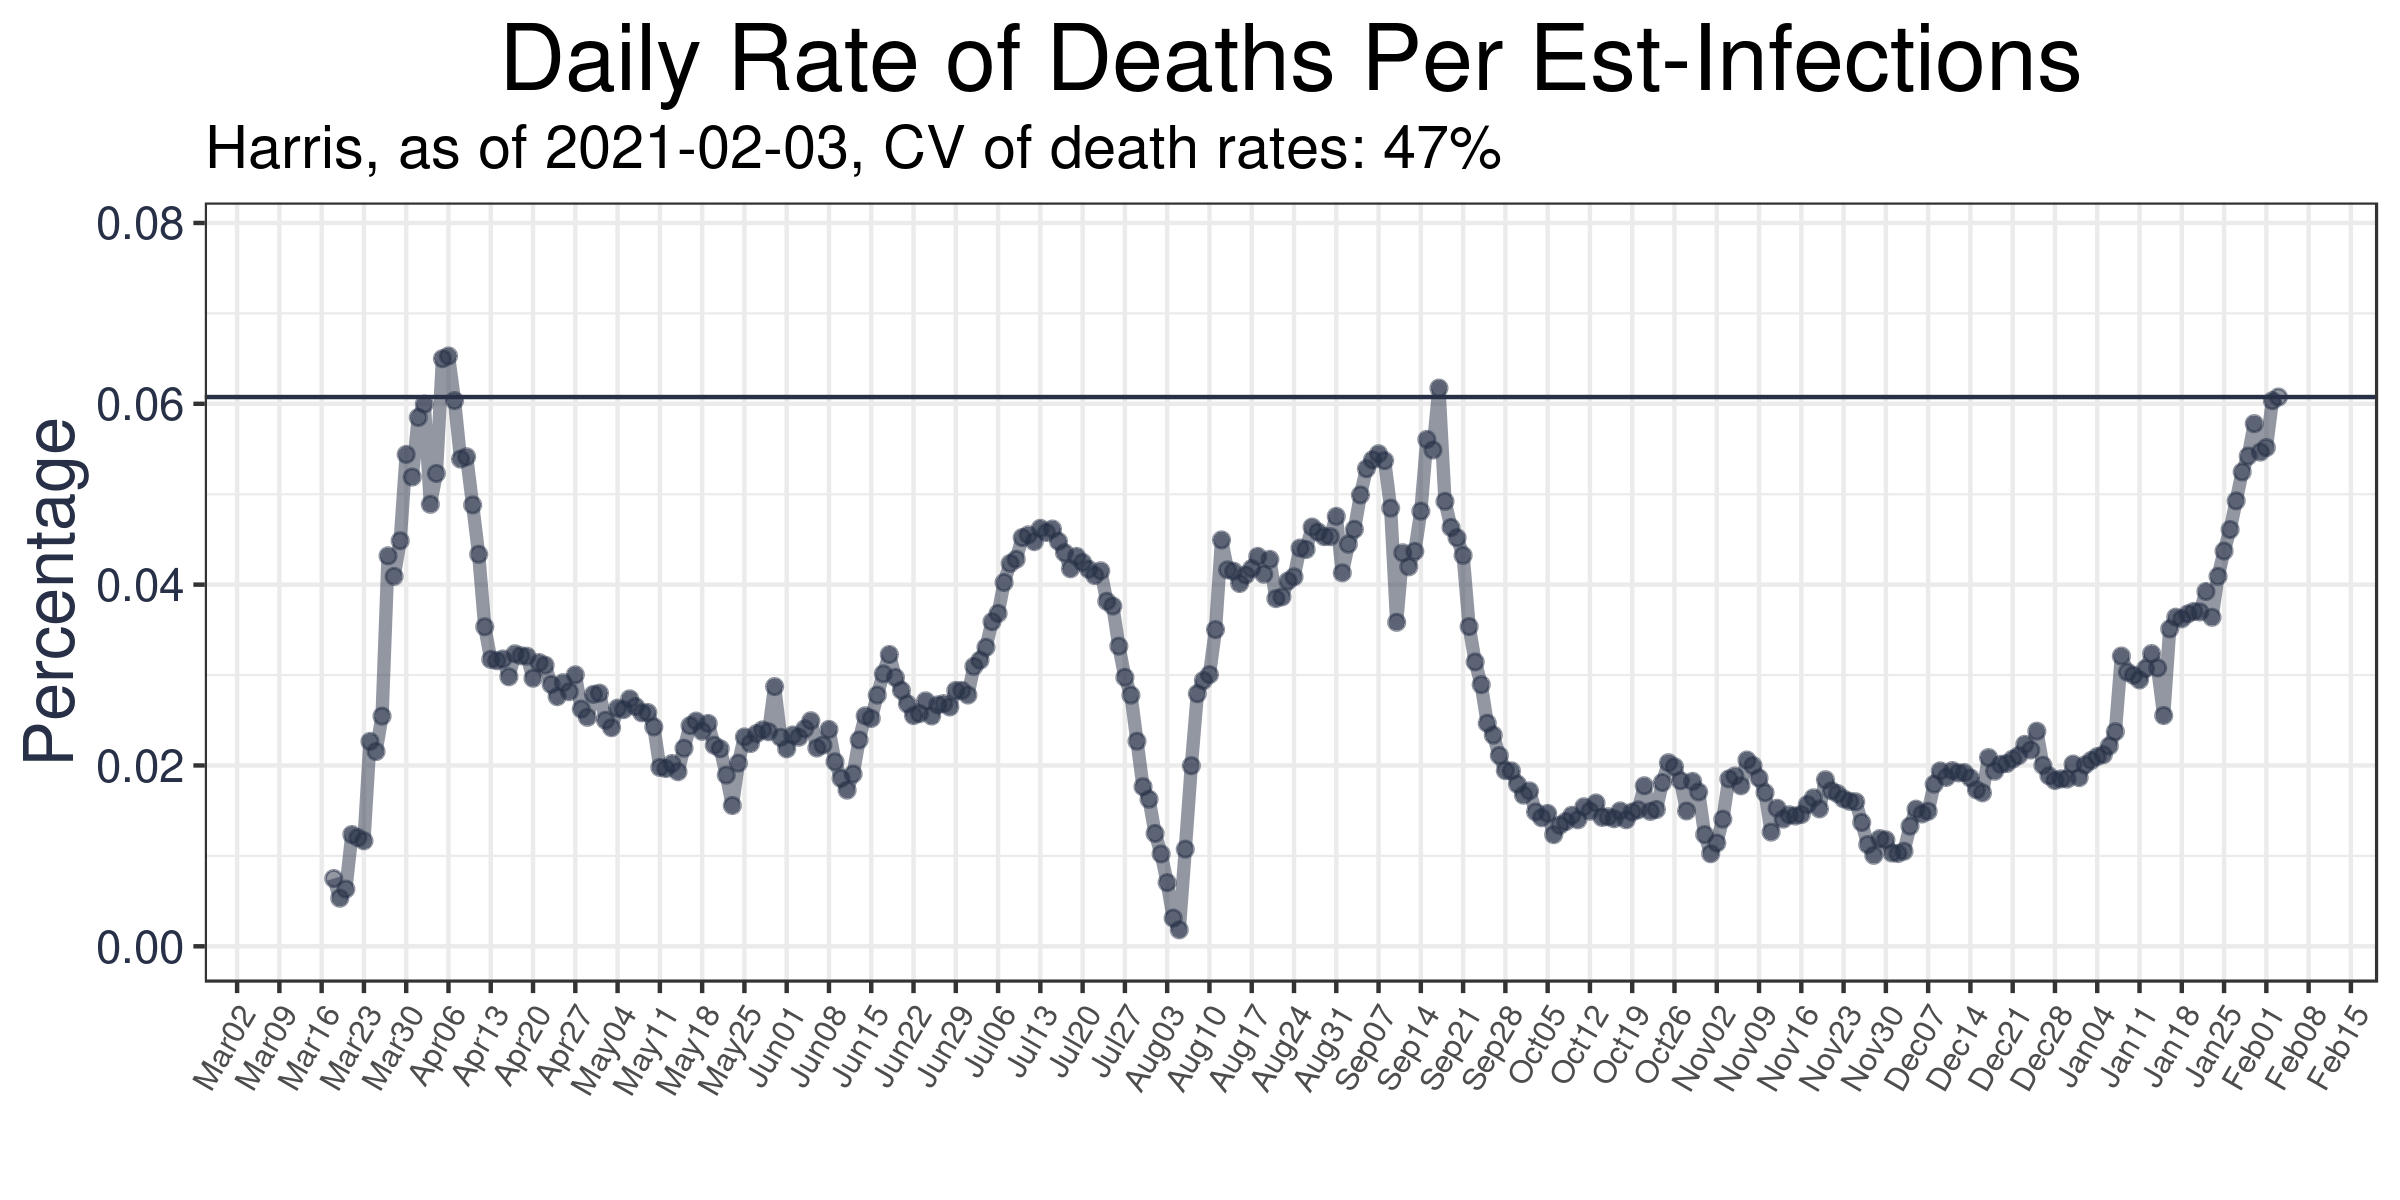 Daily Rate of Deaths Per Est-Infections
Harris, as of 2021-02-03, CV of death rates: 47%
Percentage
0.08
0.06
0.04
0.02
0.00
Mar02
Mar09
Mar16
Mar23
Mar30
Apr06
Apr13
Apr20
Apr27
May04
May11
May18
May25
Jun01
Jun08
Jun15
Jun22
Jun29
Jul06
Jul13
Jul20
Jul27
Aug03
Aug10
Aug17
Aug24
Aug31
Sep07
Sep14
Sep21
Sep28
Oct05
Oct12
Oct19
Oct26
Nov02
Nov09
Nov16
Nov23
Nov30
Dec07
Dec14
Dec21
Dec28
Jan04
Jan11
Jan18
Jan25
Feb01
Feb08
Feb15